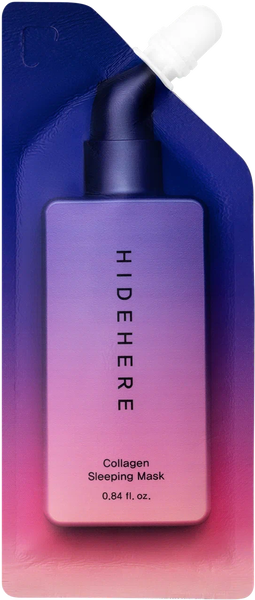 HIDEHERE
Collagen
Sleeping Mask
0.84 fl. oz.